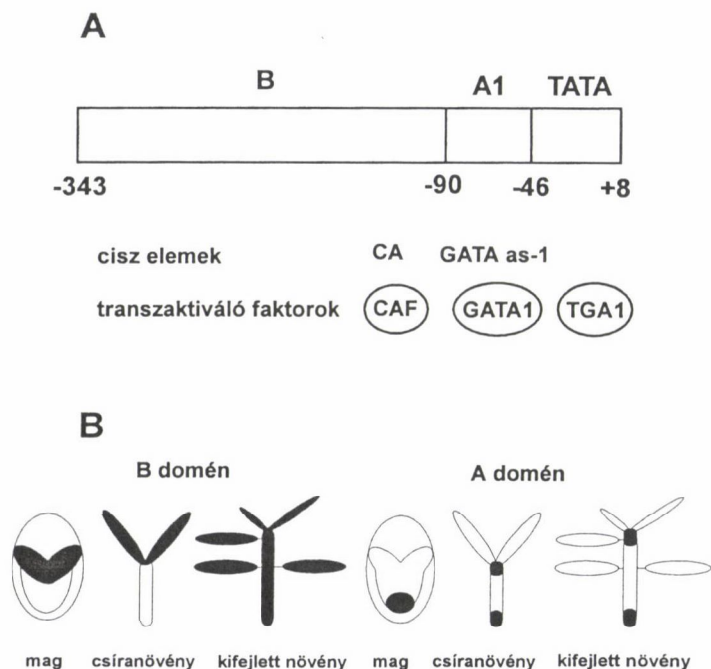 A
B A1 TATA
-343 -90 -46 +8
cisz elemek CA GATA as-1
transzaktiváló faktorok CAF GATA1 TGA1
B
B domén A domén
mag csíranövény kifejlett növény mag csíranövény kifejlett növény